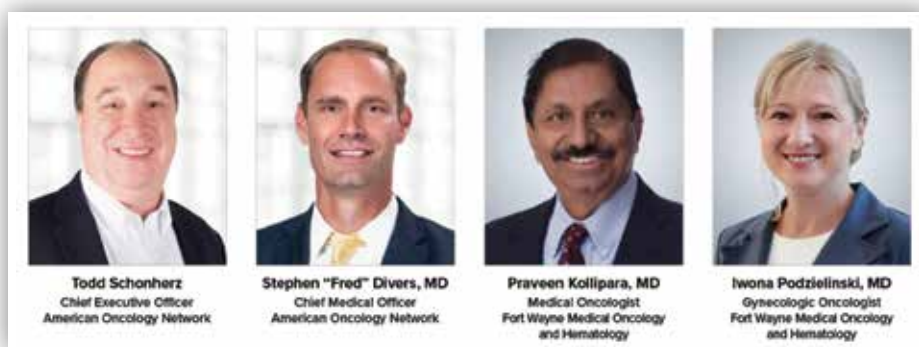 Todd Schonherz
Chief Executive Officer
American Oncology Network
Stephen "Fred" Divers, MD
Chief Medical Officer
American Oncology Network
Praveen Kollipara, MD
Medical Oncologist
Fort Wayne Medical Oncology
and Hematology
Iwona Podzielinski, MD
Gynecologic Oncologist
Fort Wayne Medical Oncology
and Hematology